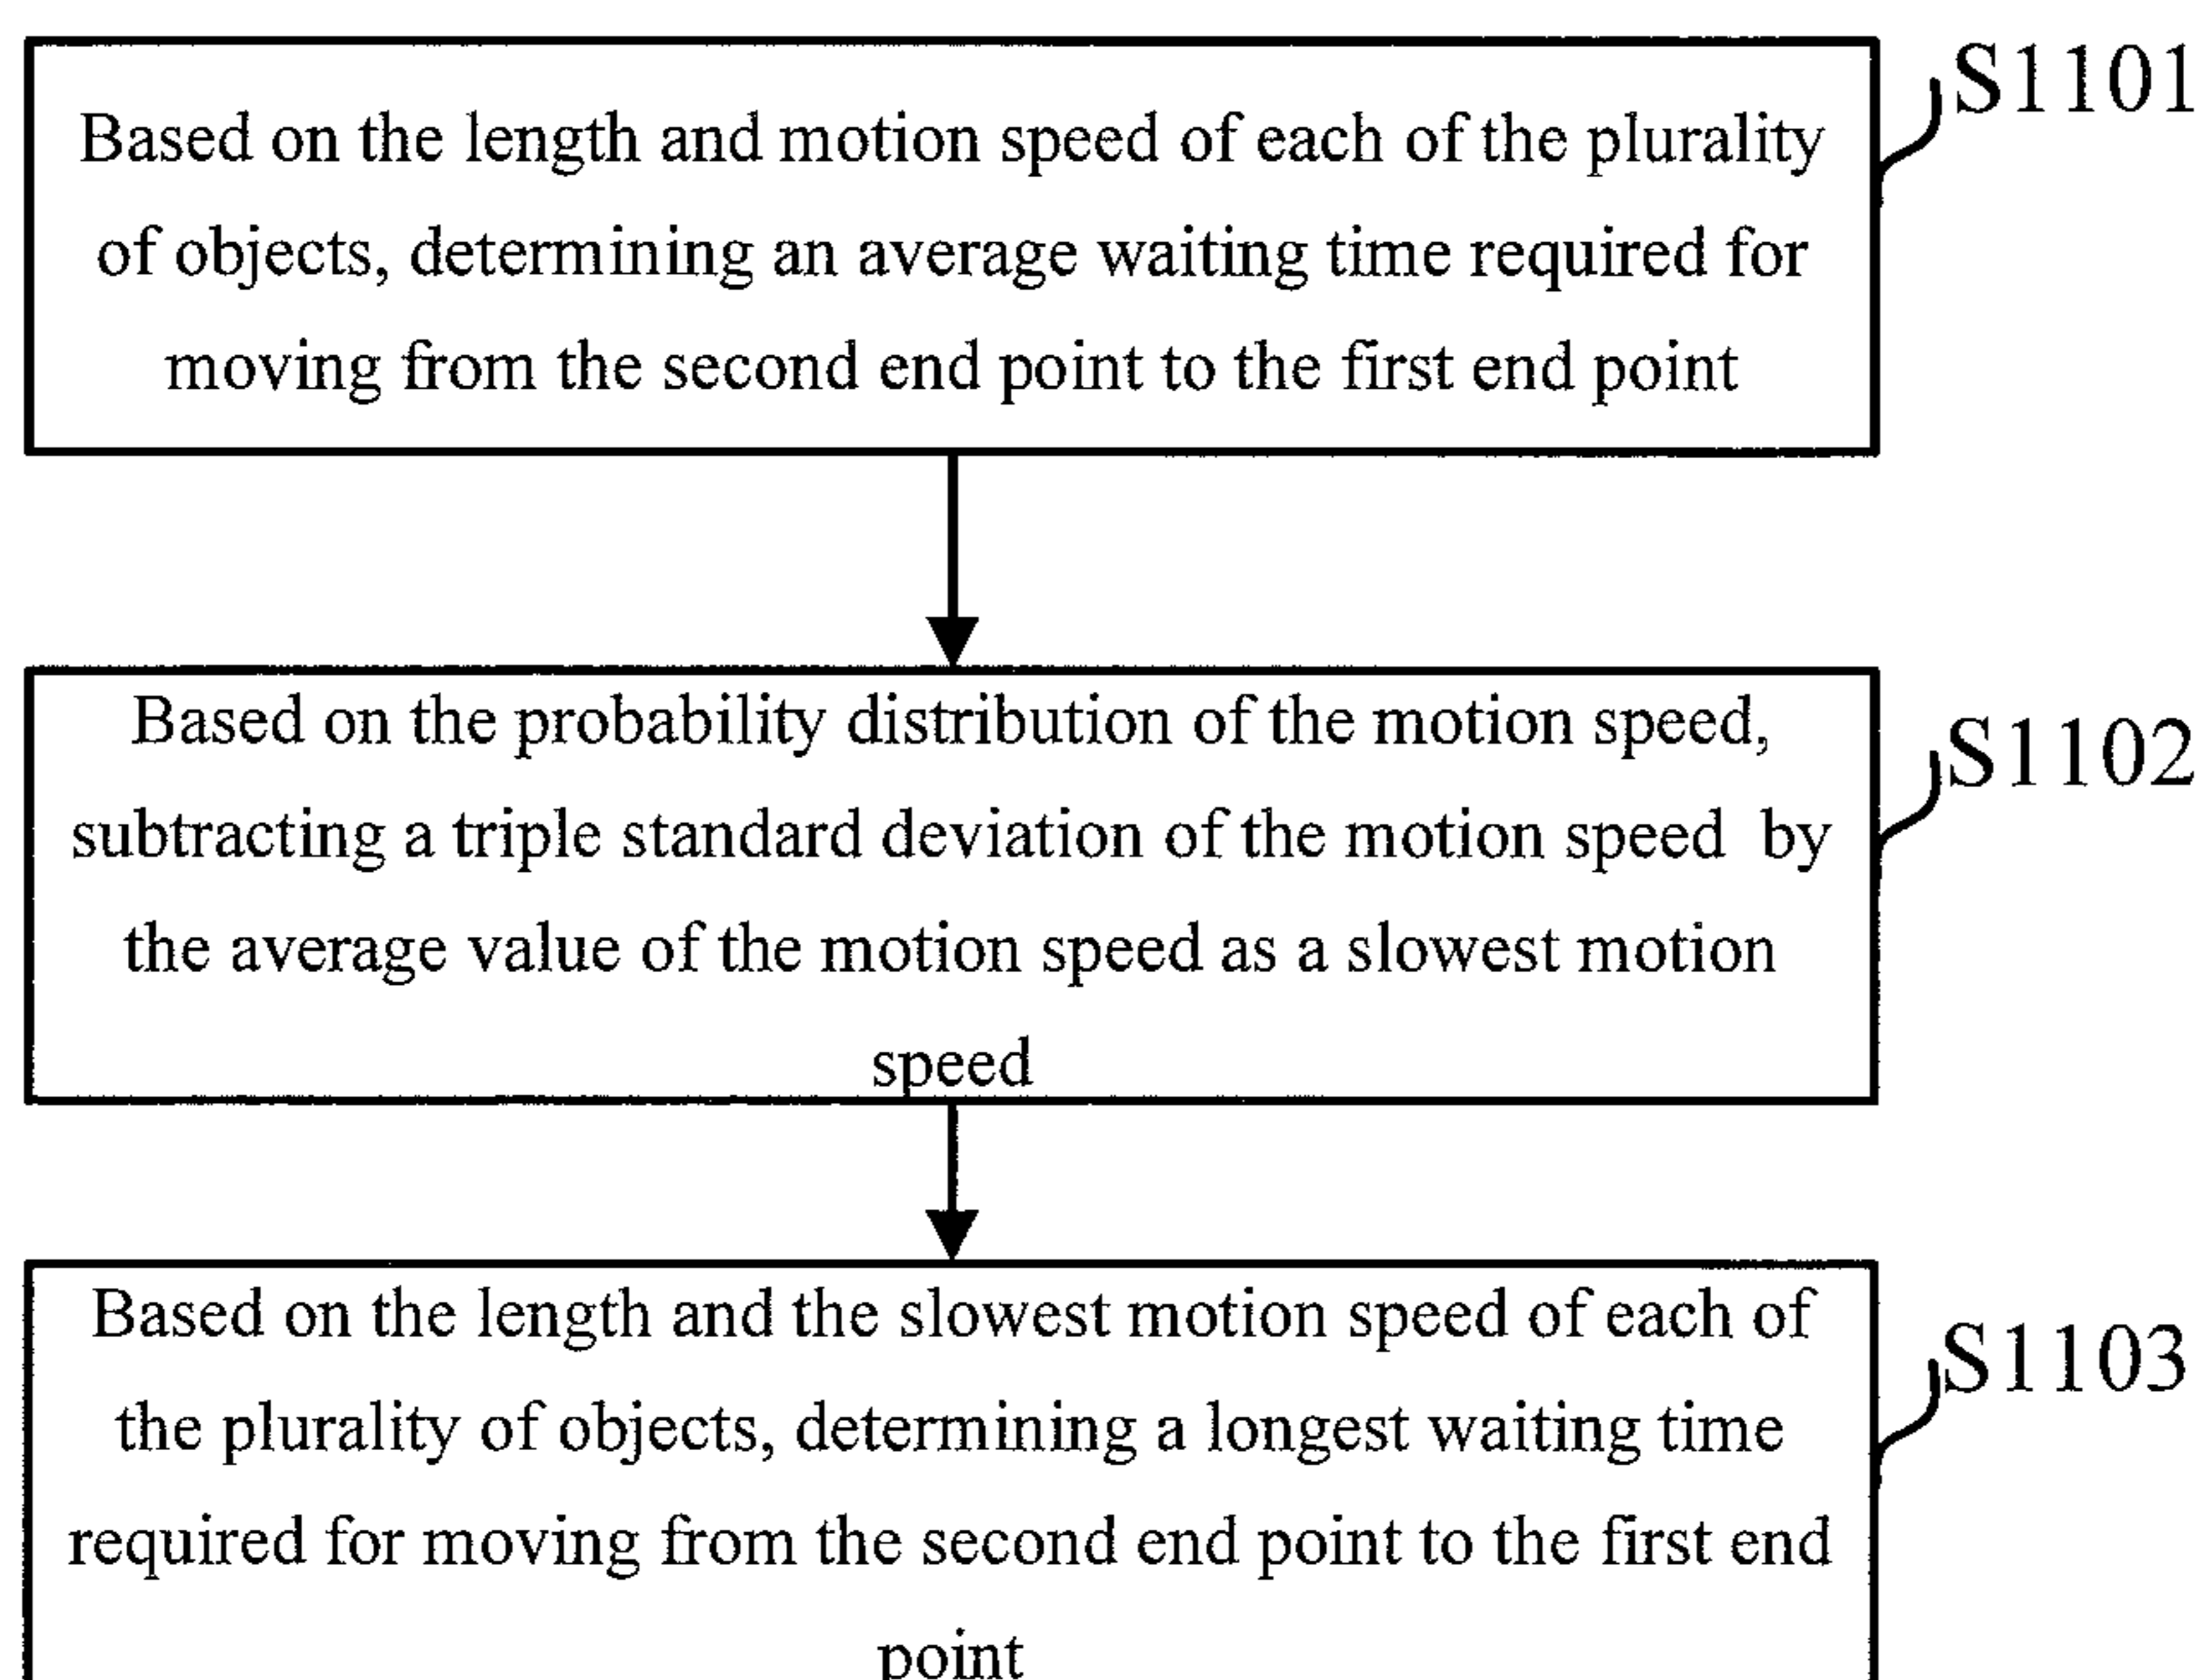 S1101
Based on the length and motion speed of each of the plurality
of objects, determining an average waiting time required for
moving from the second end point to the first end point
S1102
Based on the probability distribution of the motion speed,
subtracting a triple standard deviation of the motion speed by
the average value of the motion speed as a slowest motion
speed
S1103
Based on the length and the slowest motion speed of each of
the plurality of objects, determining a longest waiting time
required for moving from the second end point to the first end
point